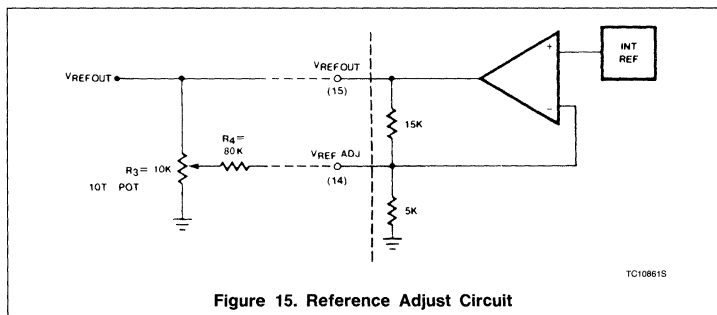 VREFOUT
R3= 10K
10T POT
R4=
80K
VREFOUT
(15)
VREF ADJ
(14)
15K
5K
+
−
INT
REF
TC10861S
Figure 15. Reference Adjust Circuit